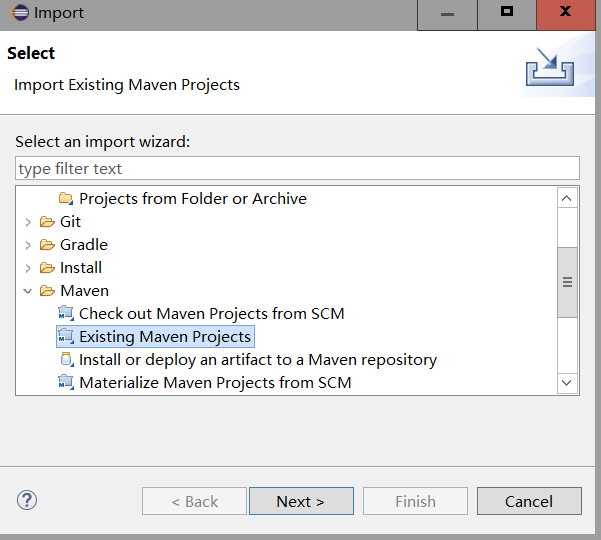 Import
Select
Import Existing Maven Projects
Select an import wizard:
type filter text
Projects from Folder or Archive
Git
Gradle
Install
Maven
Check out Maven Projects from SCM
Existing Maven Projects
Install or deploy an artifact to a Maven repository
Materialize Maven Projects from SCM
? < Back Next > Finish Cancel